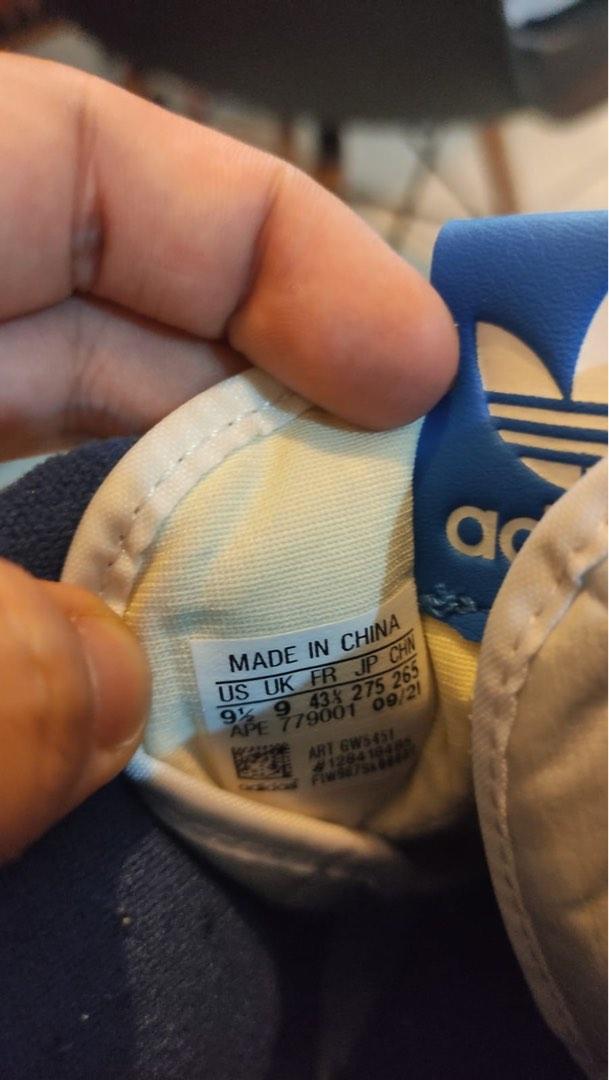 MADE IN CHINA
US UK FR JP CHN
9½ 9 43⅓ 275 265
APE 779001 09/21
ART GW5451
adidas